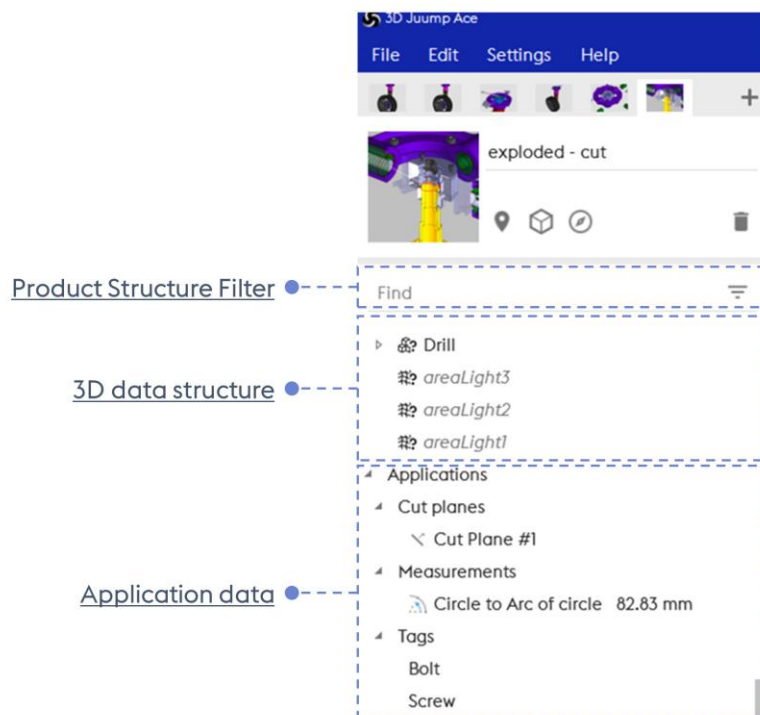 3D Juump Ace
File Edit Settings Help
+
exploded - cut
Product Structure Filter
Find
Drill
3D data structure
areaLight3
areaLight2
areaLight1
Applications
Cut planes
Cut Plane #1
Measurements
Application data
Circle to Arc of circle 82.83 mm
Tags
Bolt
Screw